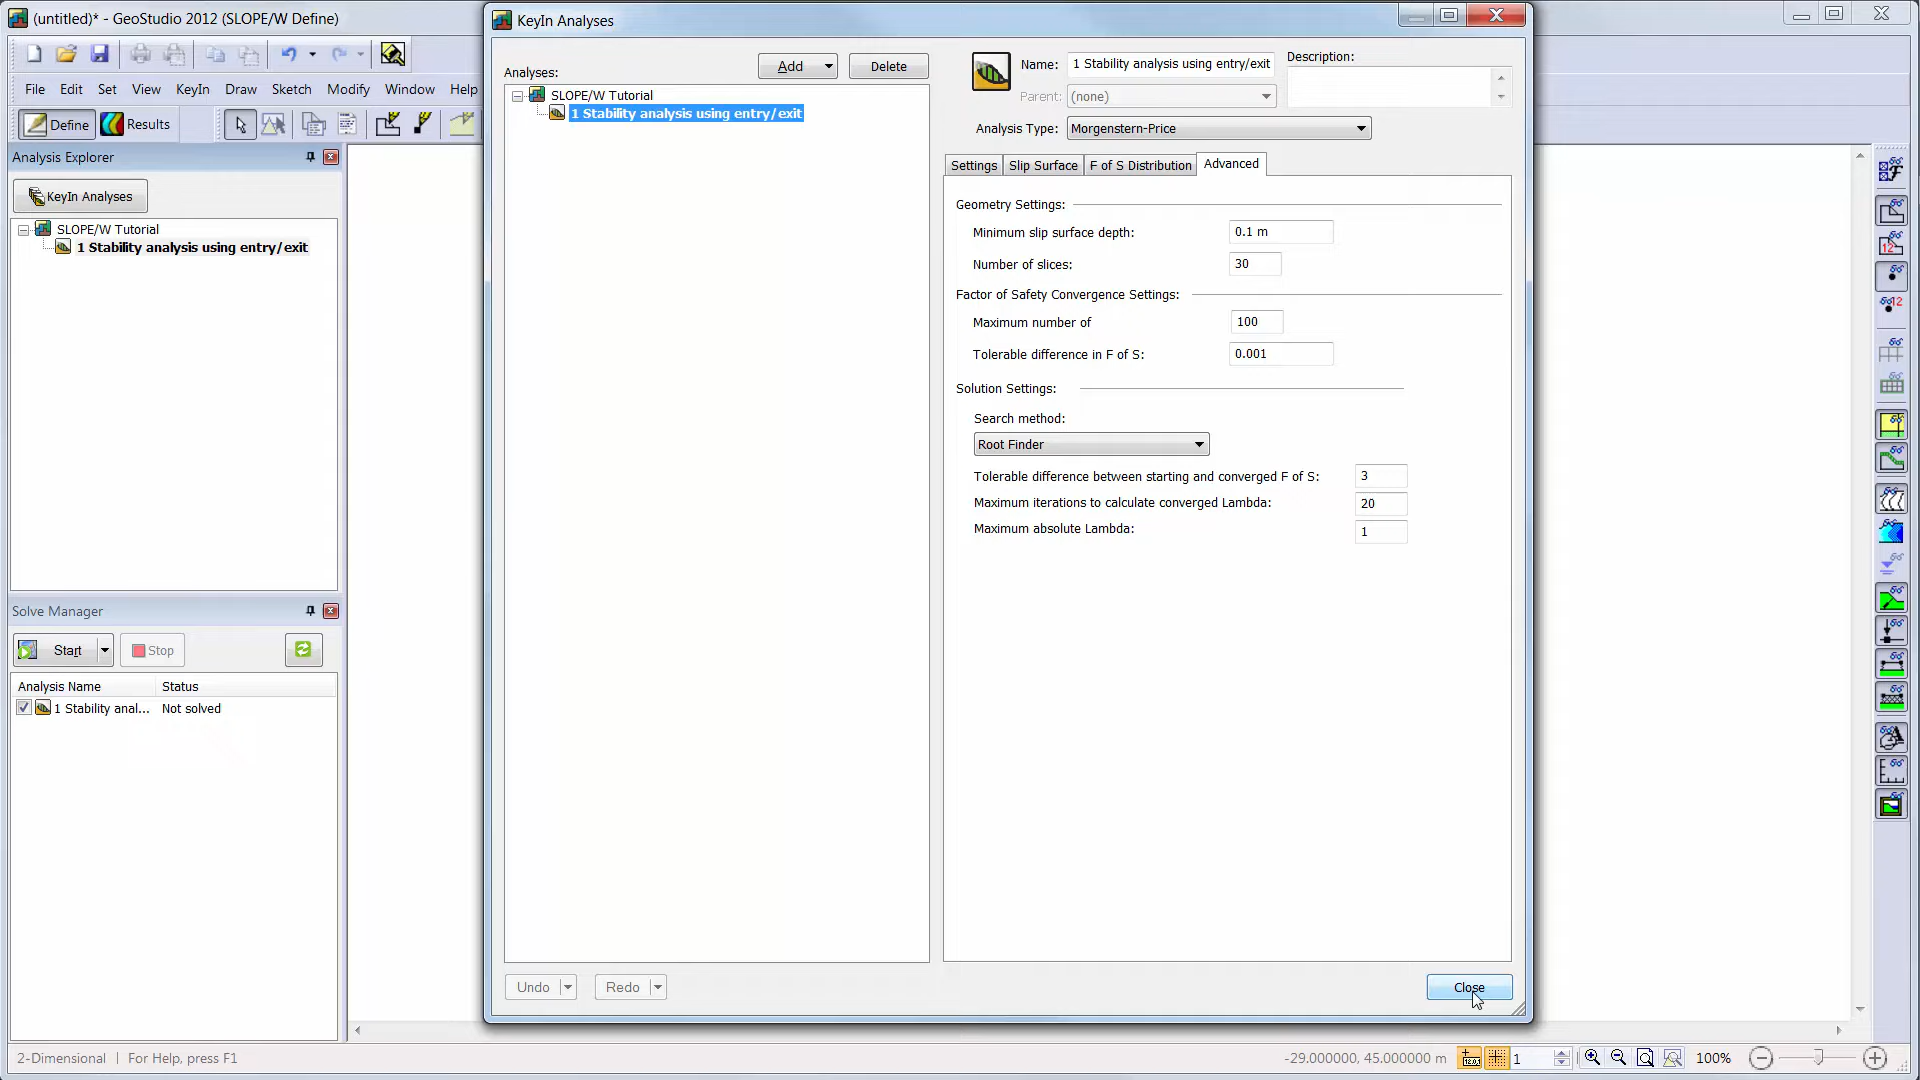 (untitled)* - GeoStudio 2012 (SLOPE/W Define)
File Edit Set View KeyIn Draw Sketch Modify Window Help
Define Results
Analysis Explorer
KeyIn Analyses
SLOPE/W Tutorial
1 Stability analysis using entry/exit
Solve Manager
Start Stop
Analysis Name Status
1 Stability anal... Not solved
KeyIn Analyses
Analyses: Add Delete
SLOPE/W Tutorial
1 Stability analysis using entry/exit
Undo Redo
Name: 1 Stability analysis using entry/exit Description:
Parent: (none)
Analysis Type: Morgenstern-Price
Settings Slip Surface F of S Distribution Advanced
Geometry Settings:
Minimum slip surface depth: 0.1 m
Number of slices: 30
Factor of Safety Convergence Settings:
Maximum number of 100
Tolerable difference in F of S: 0.001
Solution Settings:
Search method:
Root Finder
Tolerable difference between starting and converged F of S: 3
Maximum iterations to calculate converged Lambda: 20
Maximum absolute Lambda: 1
Close
2-Dimensional For Help, press F1
-29.000000, 45.000000 m 1 100%